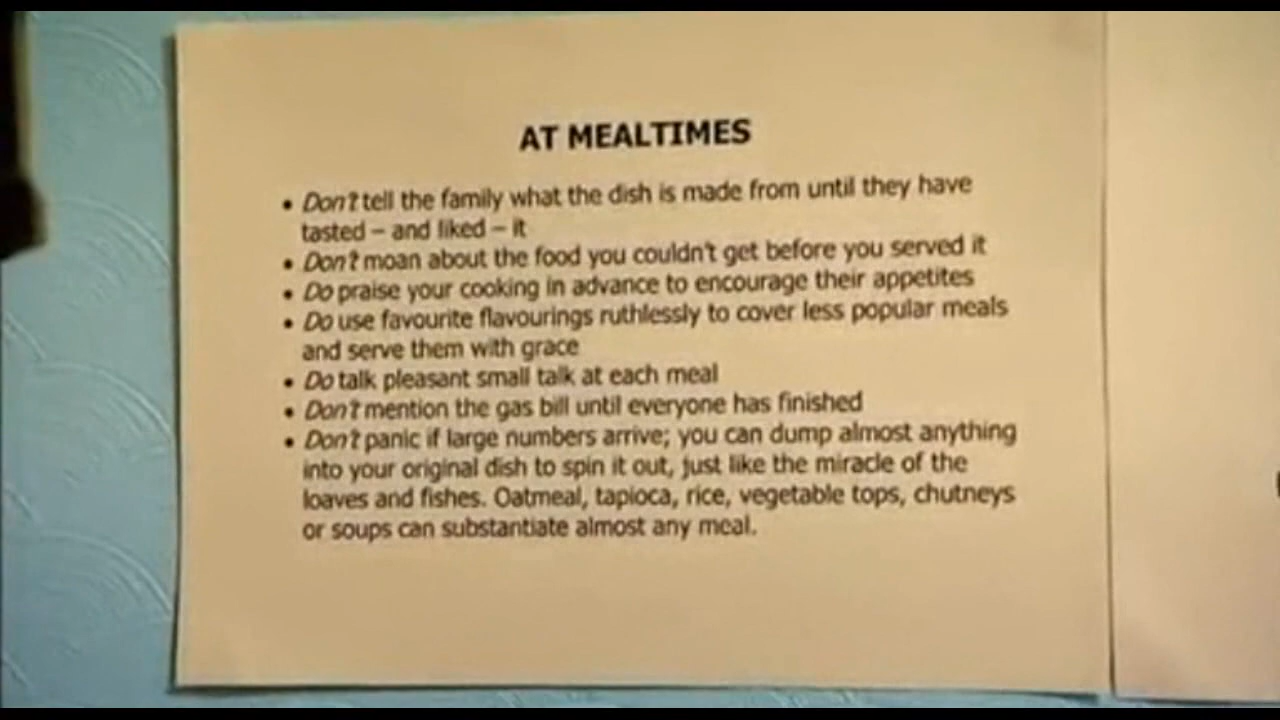 AT MEALTIMES
• Don't tell the family what the dish is made from until they have
tasted – and liked – it
• Don't moan about the food you couldn't get before you served it
• Do praise your cooking in advance to encourage their appetites
• Do use favourite flavourings ruthlessly to cover less popular meals
and serve them with grace
• Do talk pleasant small talk at each meal
• Don't mention the gas bill until everyone has finished
• Don't panic if large numbers arrive; you can dump almost anything
into your original dish to spin it out, just like the miracle of the
loaves and fishes. Oatmeal, tapioca, rice, vegetable tops, chutneys
or soups can substantiate almost any meal.